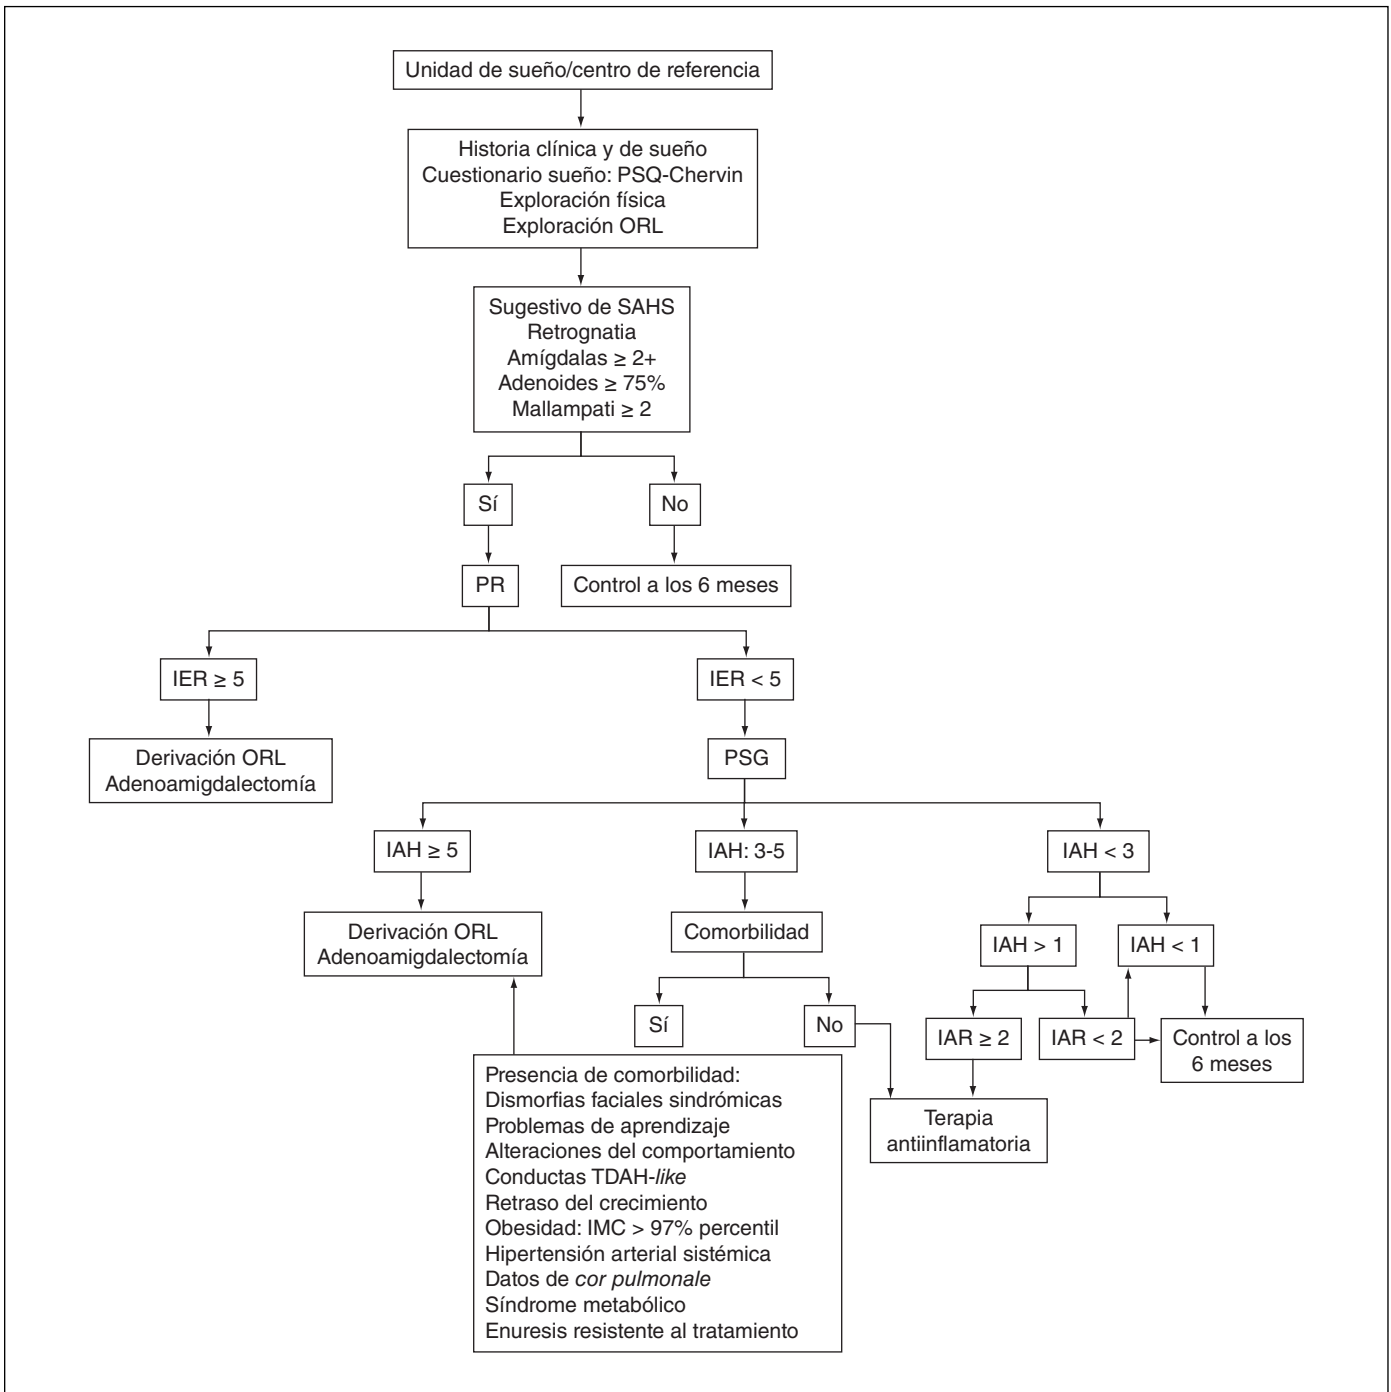 Unidad de sueño/centro de referencia
Historia clínica y de sueño
Cuestionario sueño: PSQ-Chervin
Exploración física
Exploración ORL
Sugestivo de SAHS
Retrognatia
Amígdalas ≥ 2+
Adenoides ≥ 75%
Mallampati ≥ 2
Sí
No
PR
Control a los 6 meses
IER ≥ 5
IER < 5
Derivación ORL
Adenoamigdalectomía
PSG
IAH ≥ 5
IAH: 3-5
IAH < 3
Derivación ORL
Adenoamigdalectomía
Comorbilidad
IAH > 1
IAH < 1
Sí
No
IAR ≥ 2
IAR < 2
Control a los
6 meses
Presencia de comorbilidad:
Dismorfias faciales sindrómicas
Problemas de aprendizaje
Alteraciones del comportamiento
Conductas TDAH-like
Retraso del crecimiento
Obesidad: IMC > 97% percentil
Hipertensión arterial sistémica
Datos de cor pulmonale
Síndrome metabólico
Enuresis resistente al tratamiento
Terapia
antiinflamatoria